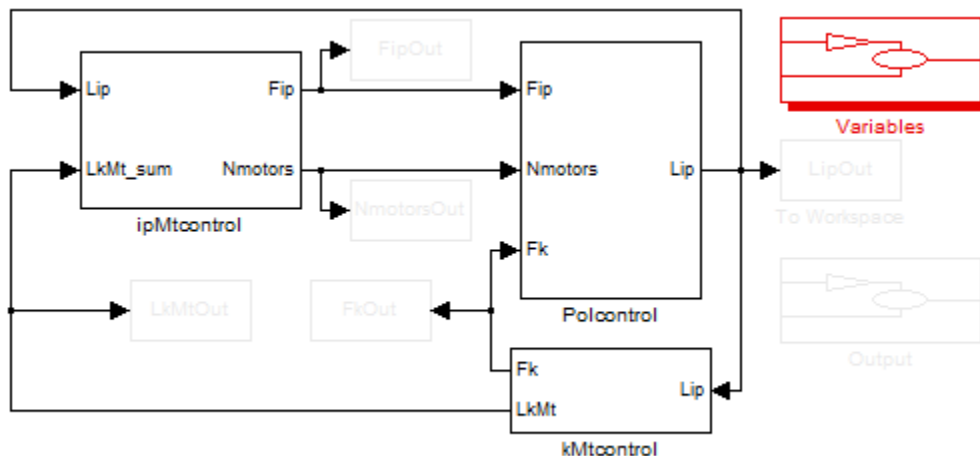 FipOut
Lip
Fip
Fip
LkMt_sum
Nmotors
Nmotors
Lip
LipOut
Variables
NmotorsOut
To Workspace
ipMtcontrol
Fk
LkMtOut
FkOut
Polcontrol
Output
Fk
Lip
LkMt
kMtcontrol